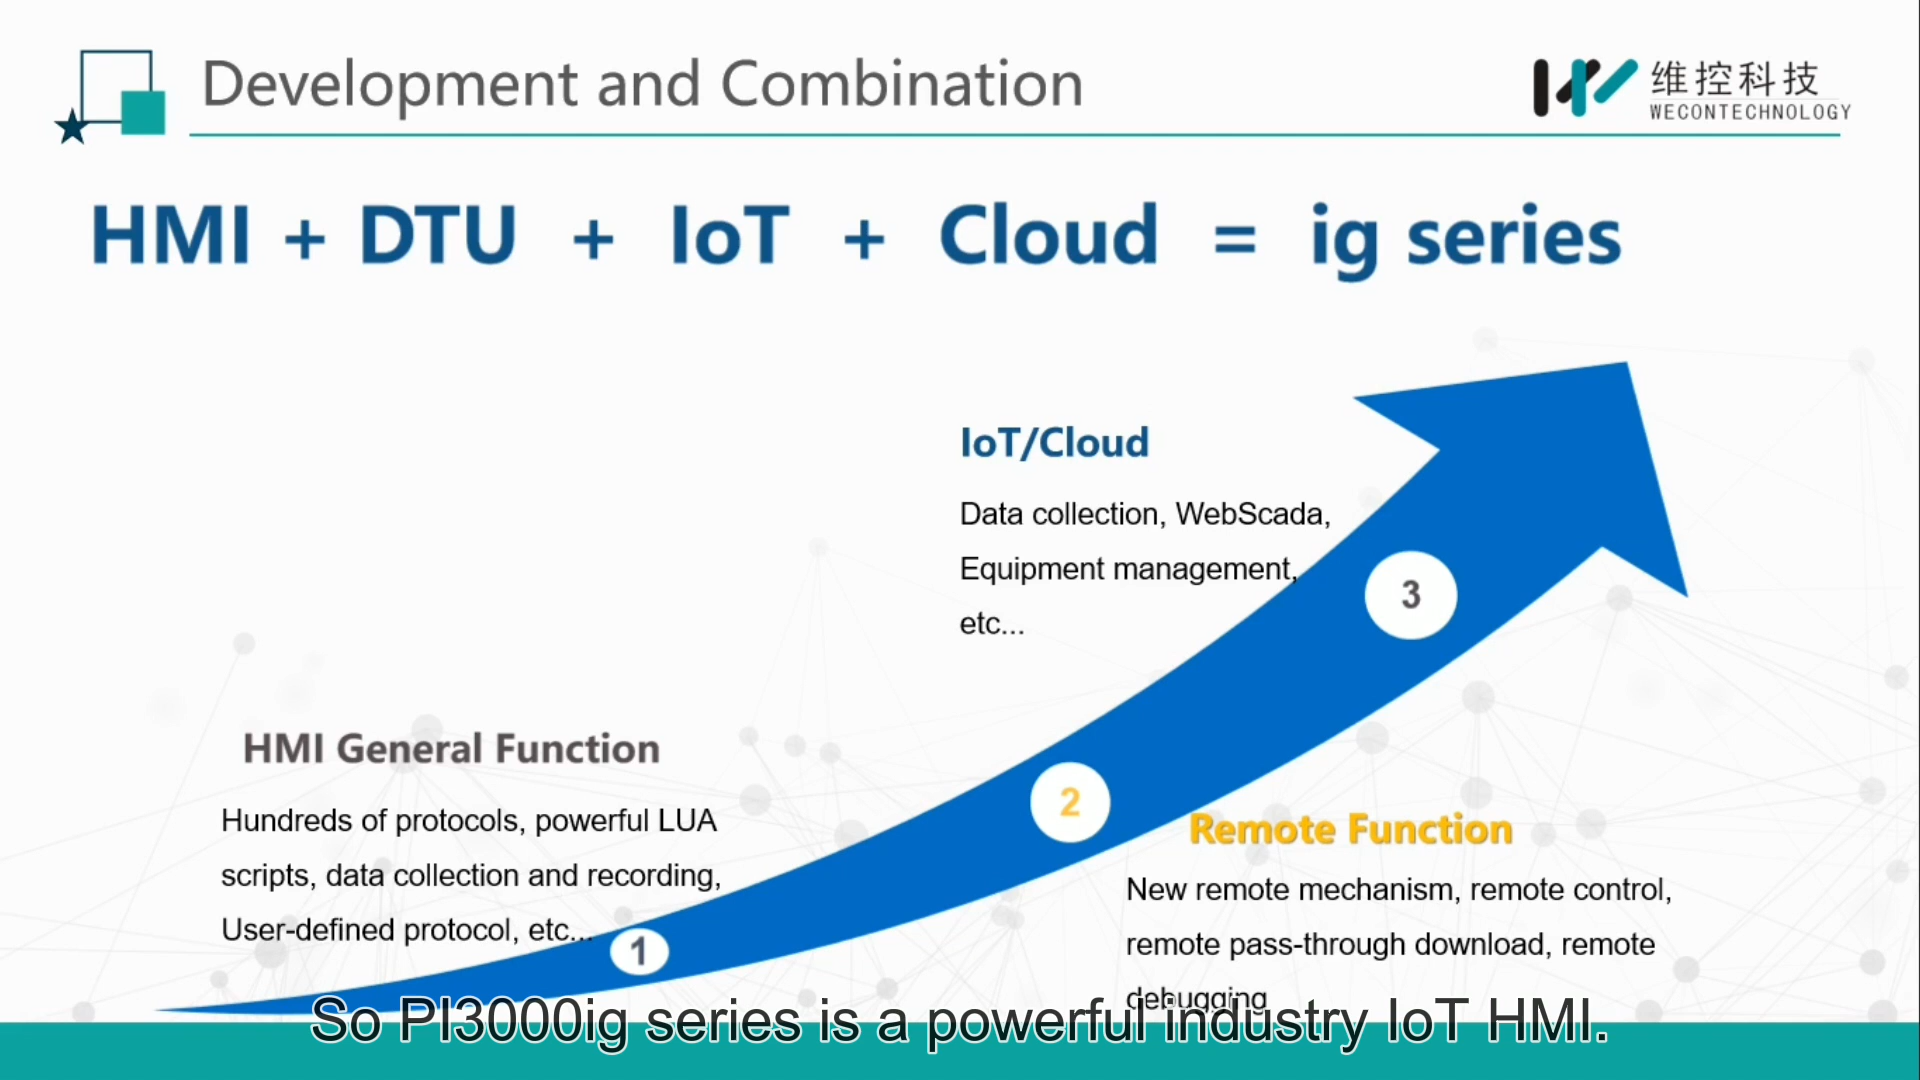 Development and Combination
维控科技
WECONTECHNOLOGY
HMI + DTU + IoT + Cloud = ig series
IoT/Cloud
Data collection, WebScada,
Equipment management,
etc...
3
HMI General Function
Hundreds of protocols, powerful LUA
scripts, data collection and recording,
User-defined protocol, etc...
1
2
Remote Function
New remote mechanism, remote control,
remote pass-through download, remote
debugging
So PI3000ig series is a powerful industry IoT HMI.